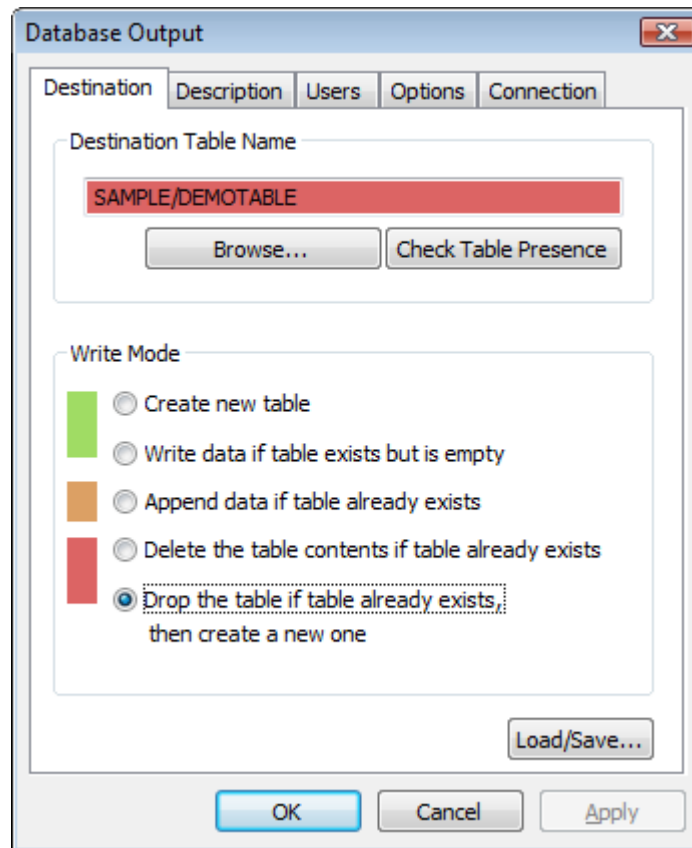 Database Output
Destination Description Users Options Connection
Destination Table Name
SAMPLE/DEMOTABLE
Browse... Check Table Presence
Write Mode
Create new table
Write data if table exists but is empty
Append data if table already exists
Delete the table contents if table already exists
Drop the table if table already exists,
then create a new one
Load/Save...
OK Cancel Apply